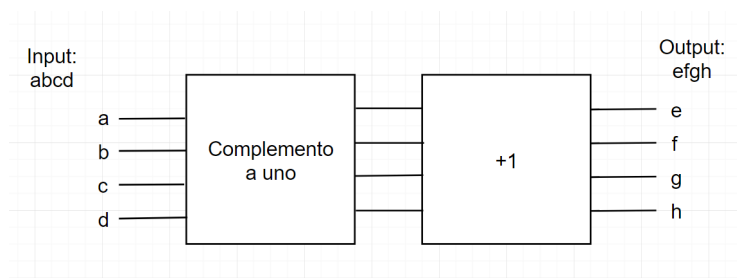 Input:
abcd
Output:
efgh
a
b
c
d
Complemento
a uno
+1
e
f
g
h